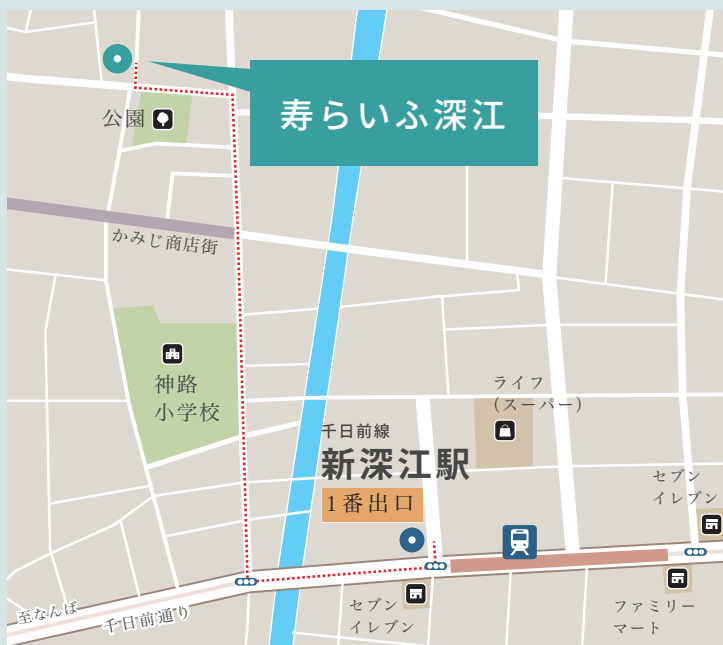 寿らいふ深江
公園
かみじ商店街
神路
小学校
ライフ
(スーパー)
千日前線
新深江駅
1番出口
セブン
イレブン
セブン
イレブン
ファミリー
マート
至なんば
千日前通り